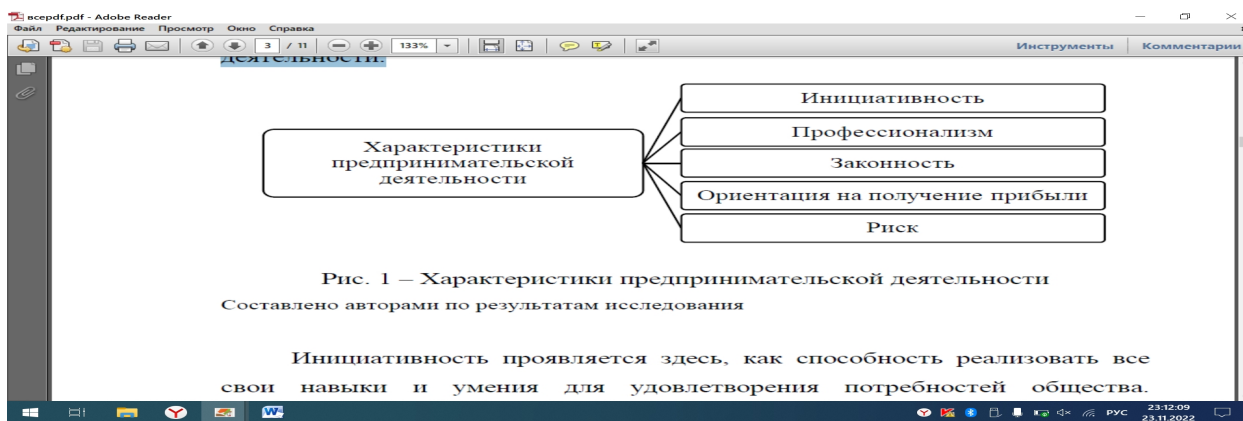 всеpdf.pdf - Adobe Reader
Файл Редактирование Просмотр Окно Справка
3 / 11 133% Инструменты Комментарии
деятельности.
Инициативность
Профессионализм
Характеристики
предпринимательской
деятельности
Законность
Ориентация на получение прибыли
Риск
Рис. 1 – Характеристики предпринимательской деятельности
Составлено авторами по результатам исследования
Инициативность проявляется здесь, как способность реализовать все
свои навыки и умения для удовлетворения потребностей общества.
РУС 23:12:09
23.11.2022